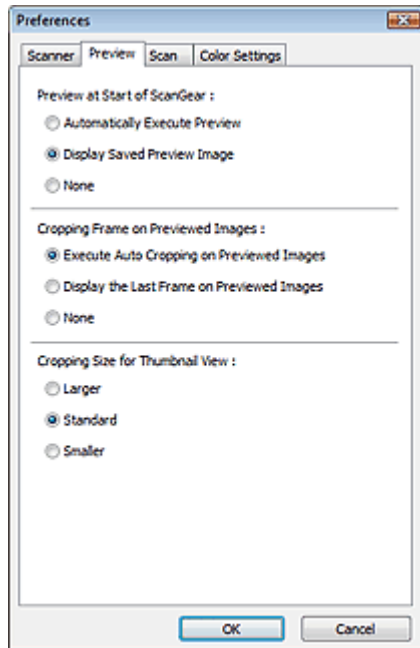 Preferences
Scanner Preview Scan Color Settings
Preview at Start of ScanGear :
Automatically Execute Preview
Display Saved Preview Image
None
Cropping Frame on Previewed Images :
Execute Auto Cropping on Previewed Images
Display the Last Frame on Previewed Images
None
Cropping Size for Thumbnail View :
Larger
Standard
Smaller
OK Cancel